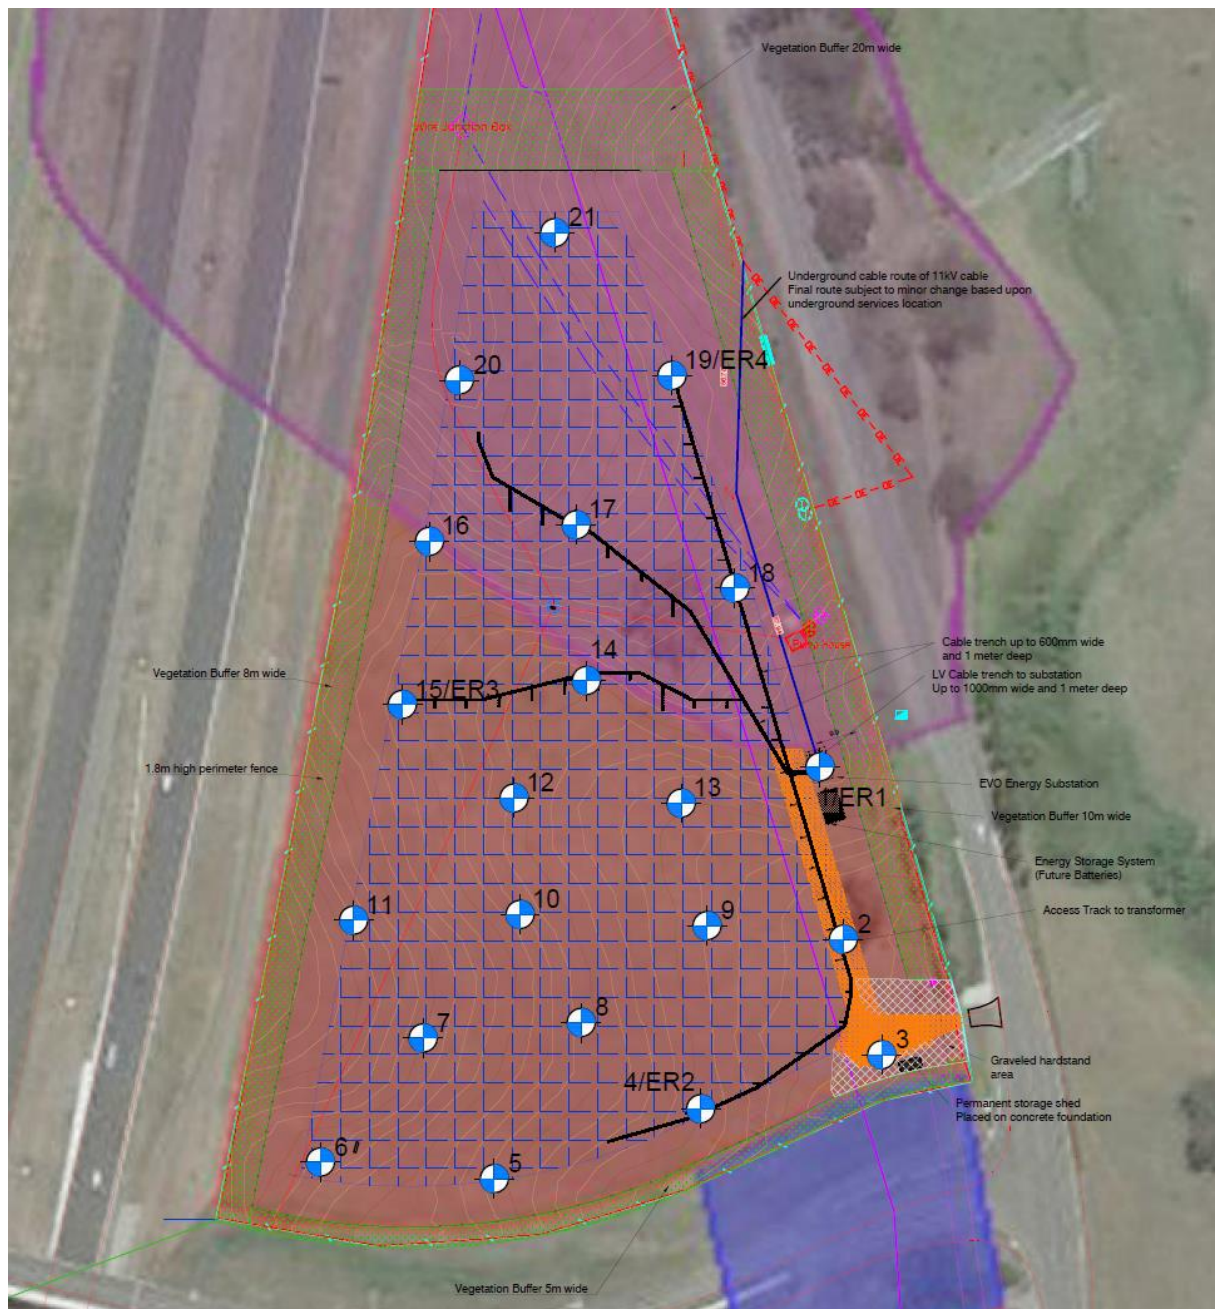 Vegetation Buffer 20m wide
21
Underground cable route of 11kV cable
Final route subject to minor change based upon
underground services location
20
19/ER4
17
16
18
Cable trench up to 600mm wide
and 1 meter deep
14
Vegetation Buffer 8m wide
LV Cable trench to substation
Up to 1000mm wide and 1 meter deep
15/ER3
1.8m high perimeter fence
12
13
EVO Energy Substation
1/ER1
Vegetation Buffer 10m wide
Energy Storage System
(Future Batteries)
11
10
9
2
Access Track to transformer
7
8
3
Graveled hardstand
area
4/ER2
Permanent storage shed
Placed on concrete foundation
6
5
Vegetation Buffer 5m wide